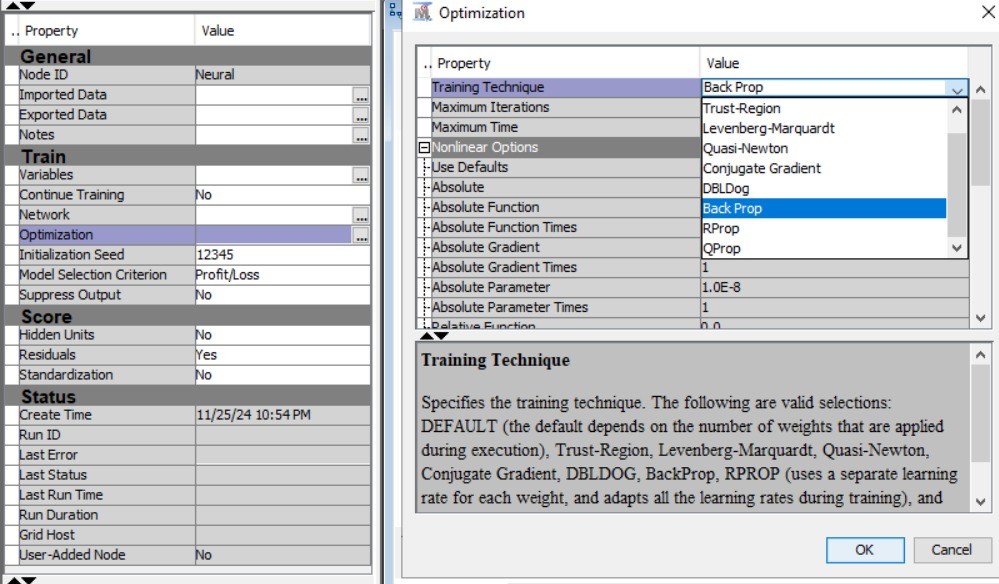 .. Property Value
General
Node ID Neural
Imported Data ...
Exported Data ...
Notes ...
Train
Variables ...
Continue Training No
Network ...
Optimization ...
Initialization Seed 12345
Model Selection Criterion Profit/Loss
Suppress Output No
Score
Hidden Units No
Residuals Yes
Standardization No
Status
Create Time 11/25/24 10:54 PM
Run ID
Last Error
Last Status
Last Run Time
Run Duration
Grid Host
User-Added Node No
Optimization
.. Property Value
Training Technique Back Prop
Maximum Iterations
Maximum Time
Nonlinear Options
Use Defaults
Absolute
Absolute Function
Absolute Function Times
Absolute Gradient
Trust-Region
Levenberg-Marquardt
Quasi-Newton
Conjugate Gradient
DBLDog
Back Prop
RProp
QProp
Absolute Gradient Times 1
Absolute Parameter 1.0E-8
Absolute Parameter Times 1
Relative Function 0.0
Training Technique
Specifies the training technique. The following are valid selections:
DEFAULT (the default depends on the number of weights that are applied
during execution), Trust-Region, Levenberg-Marquardt, Quasi-Newton,
Conjugate Gradient, DBLDOG, BackProp, RPROP (uses a separate learning
rate for each weight, and adapts all the learning rates during training), and
OK Cancel